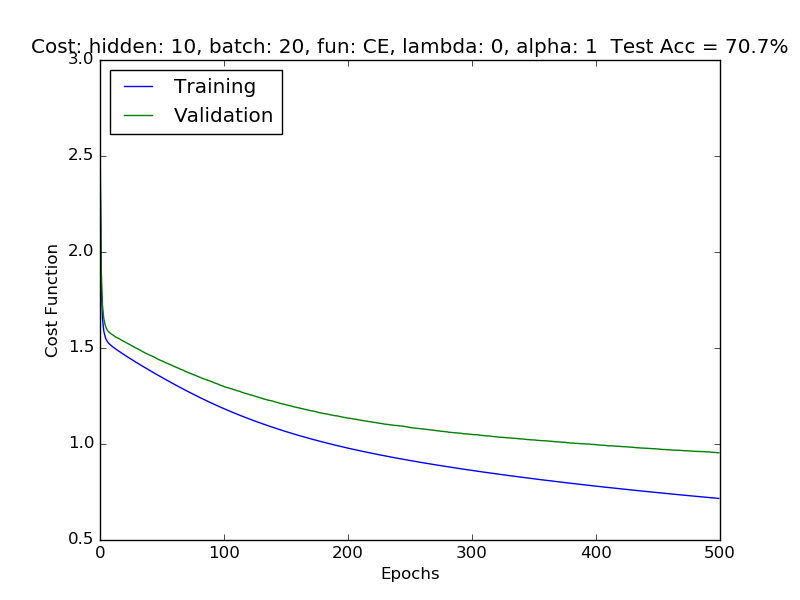 Cost: hidden: 10, batch: 20, fun: CE, lambda: 0, alpha: 1  Test Acc = 70.7%
3.0
Training
Validation
2.5
2.0
Cost Function
1.5
1.0
0.5
0 100 200 300 400 500
Epochs